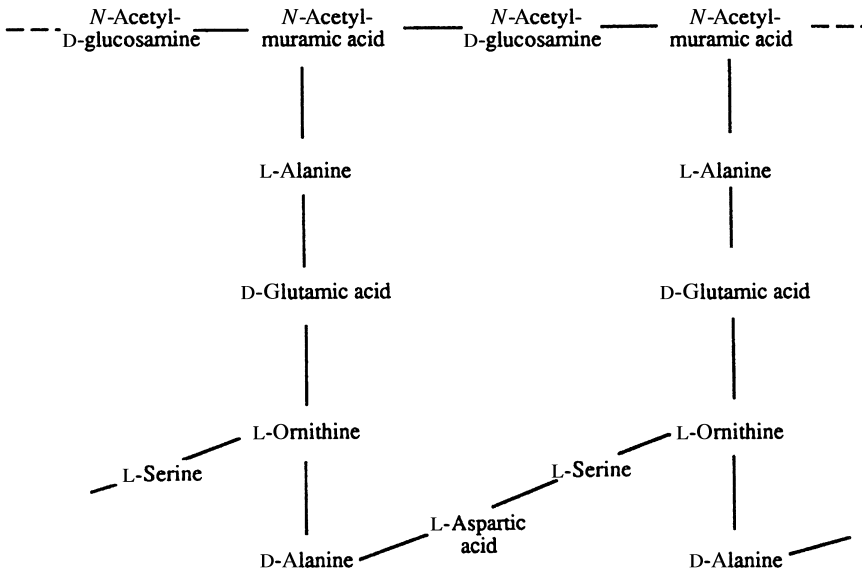 N-Acetyl- N-Acetyl- N-Acetyl- N-Acetyl-
D-glucosamine muramic acid D-glucosamine muramic acid
L-Alanine L-Alanine
D-Glutamic acid D-Glutamic acid
L-Ornithine L-Ornithine
L-Serine L-Serine
L-Aspartic
acid
D-Alanine D-Alanine